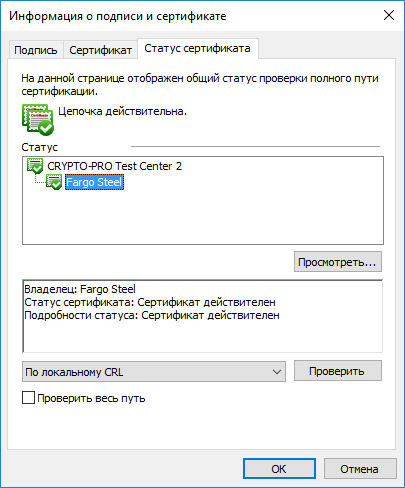 Информация о подписи и сертификате
Подпись
Сертификат
Статус сертификата
На данной странице отображен общий статус проверки полного пути
сертификации.
Цепочка действительна.
Статус
CRYPTO-PRO Test Center 2
Fargo Steel
Просмотреть...
Владелец: Fargo Steel
Статус сертификата: Сертификат действителен
Подробности статуса: Сертификат действителен
По локальному CRL
Проверить
Проверить весь путь
ОК
Отмена